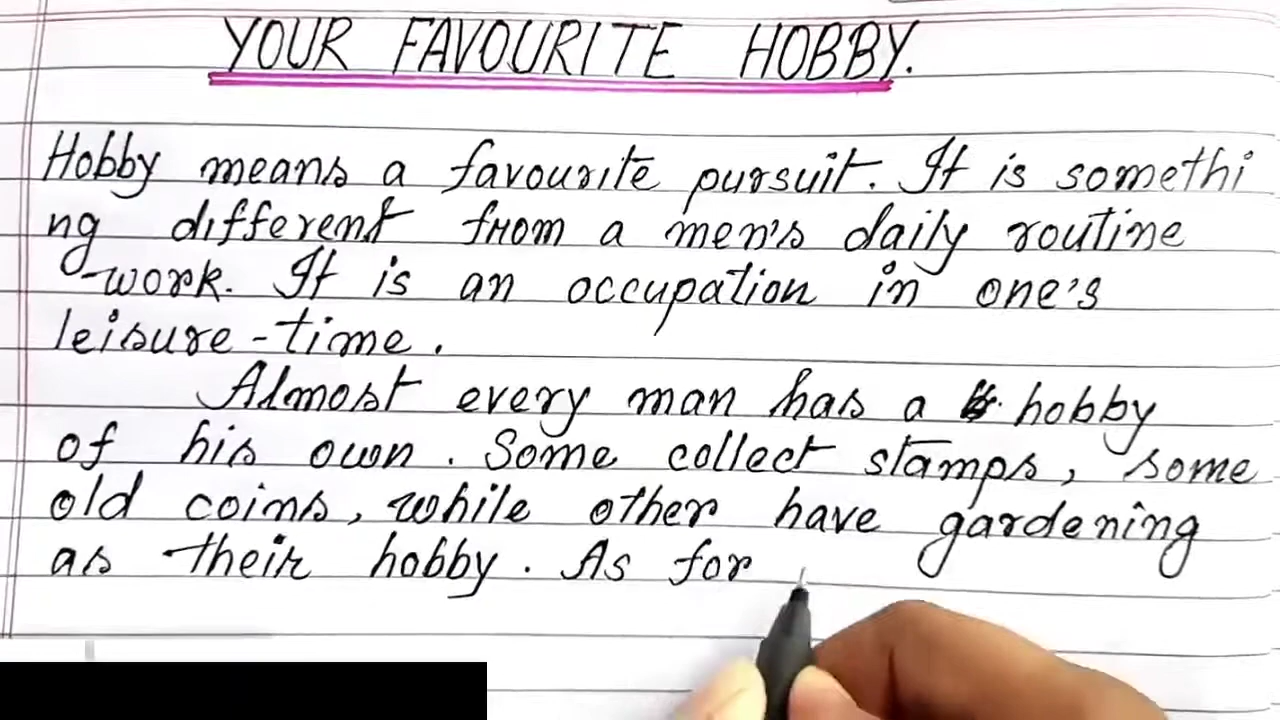 YOUR FAVOURITE HOBBY.
Hobby means a favourite pursuit. It is somethi
ng different from a men's daily routine
work. It is an occupation in one's
leisure-time.
Almost every man has a hobby
of his own. Some collect stamps, some
old coins, while other have gardening
as their hobby. As for